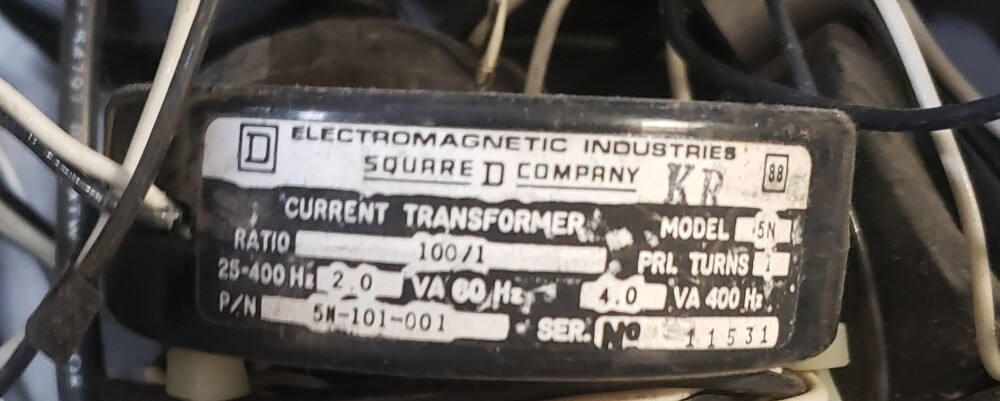 D ELECTROMAGNETIC INDUSTRIES 88
SQUARE D COMPANY KR
CURRENT TRANSFORMER MODEL 5N
RATIO 100/1 PRI. TURNS 1
25-400 Hz 2.0 VA 60 Hz 4.0 VA 400 Hz
P/N 5N-101-001 SER. NO 11531